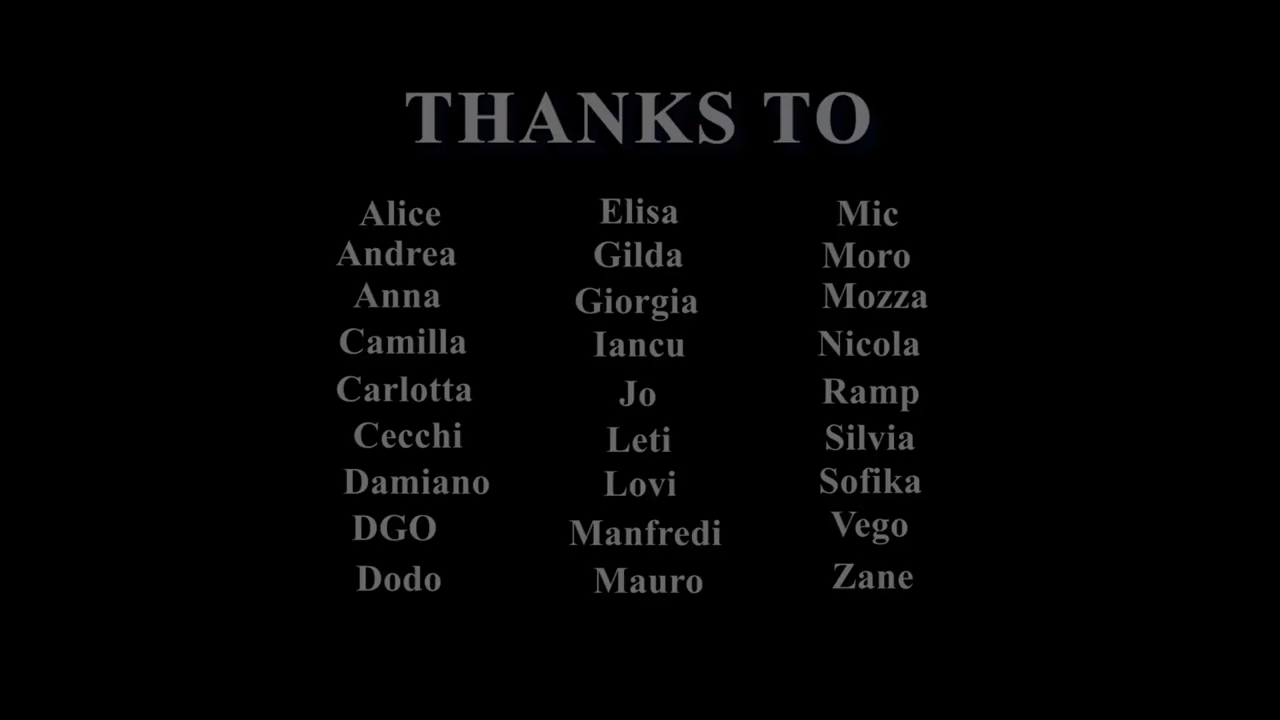 THANKS TO
Alice
Andrea
Anna
Camilla
Carlotta
Cecchi
Damiano
DGO
Dodo
Elisa
Gilda
Giorgia
Iancu
Jo
Leti
Lovi
Manfredi
Mauro
Mic
Moro
Mozza
Nicola
Ramp
Silvia
Sofika
Vego
Zane